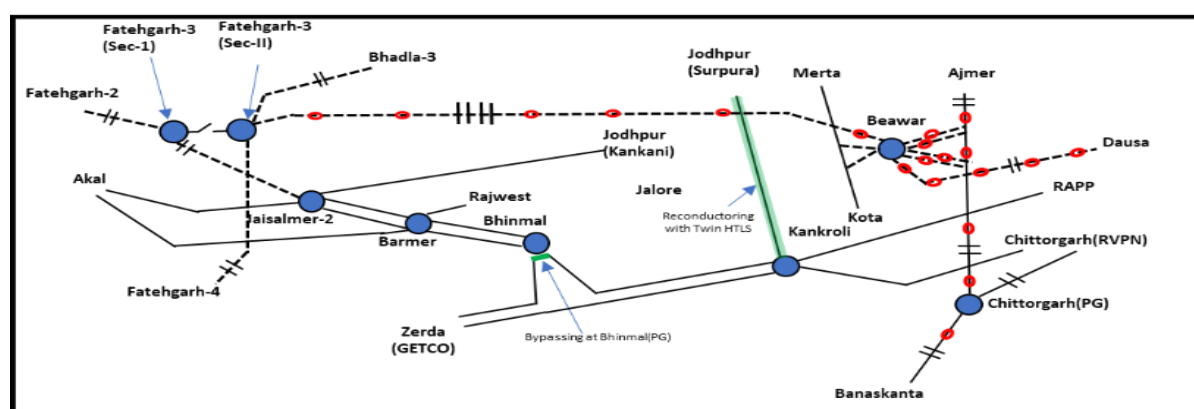 Fatehgarh-3
(Sec-1)
Fatehgarh-3
(Sec-II)
Bhadla-3
Fatehgarh-2
Jodhpur
(Surpura)
Merta
Ajmer
Beawar
Dausa
Jodhpur
(Kankani)
Akal
Jaisalmer-2
Rajwest
Jalore
Barmer
Bhinmal
Reconductoring
with Twin HTLS
Kota
Kankroli
RAPP
Chittorgarh(RVPN)
Fatehgarh-4
Chittorgarh(PG)
Zerda
(GETCO)
Bypassing at Bhinmal(PG)
Banaskanta